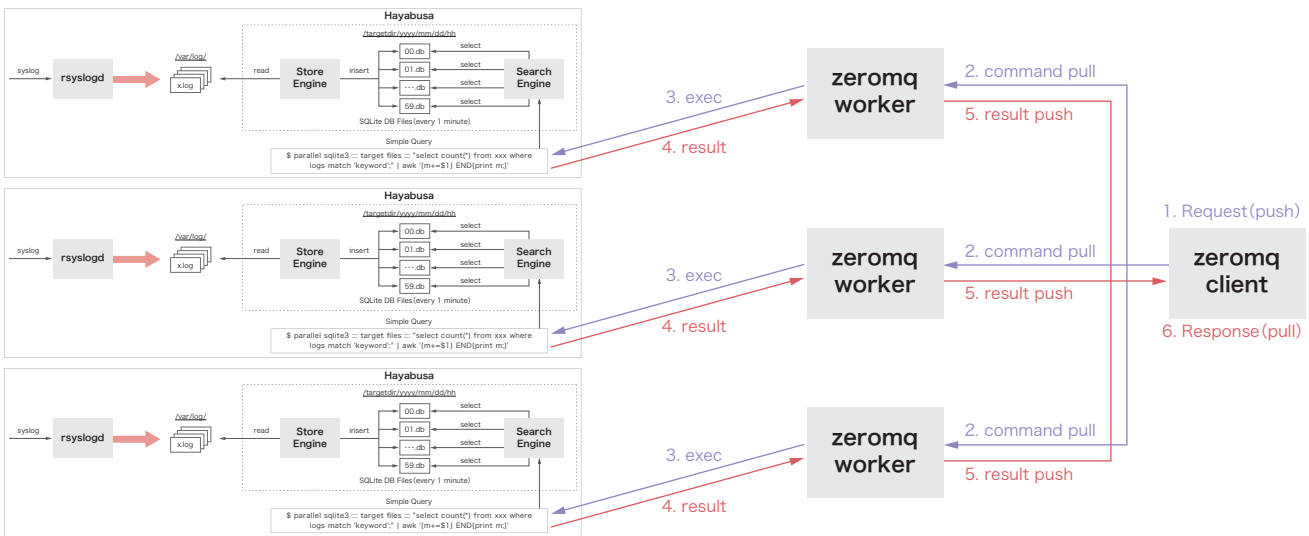 Hayabusa
/targetdir/yyyy/mm/dd/hh
/var/log/
syslog
rsyslogd
x.log
read
Store
Engine
insert
00.db
01.db
….db
59.db
select
select
select
select
Search
Engine
SQLite DB Files(every 1 minute)
Simple Query
$ parallel sqlite3 ::: target files ::: "select count(*) from xxx where
logs match 'keyword';" | awk '{m+=$1} END{print m;}'
3. exec
4. result
zeromq
worker
2. command pull
5. result push
Hayabusa
/targetdir/yyyy/mm/dd/hh
/var/log/
syslog
rsyslogd
x.log
read
Store
Engine
insert
00.db
01.db
….db
59.db
select
select
select
select
Search
Engine
SQLite DB Files(every 1 minute)
Simple Query
$ parallel sqlite3 ::: target files ::: "select count(*) from xxx where
logs match 'keyword';" | awk '{m+=$1} END{print m;}'
3. exec
4. result
zeromq
worker
2. command pull
5. result push
1. Request(push)
zeromq
client
6. Response(pull)
Hayabusa
/targetdir/yyyy/mm/dd/hh
/var/log/
syslog
rsyslogd
x.log
read
Store
Engine
insert
00.db
01.db
….db
59.db
select
select
select
select
Search
Engine
SQLite DB Files(every 1 minute)
Simple Query
$ parallel sqlite3 ::: target files ::: "select count(*) from xxx where
logs match 'keyword';" | awk '{m+=$1} END{print m;}'
3. exec
4. result
zeromq
worker
2. command pull
5. result push